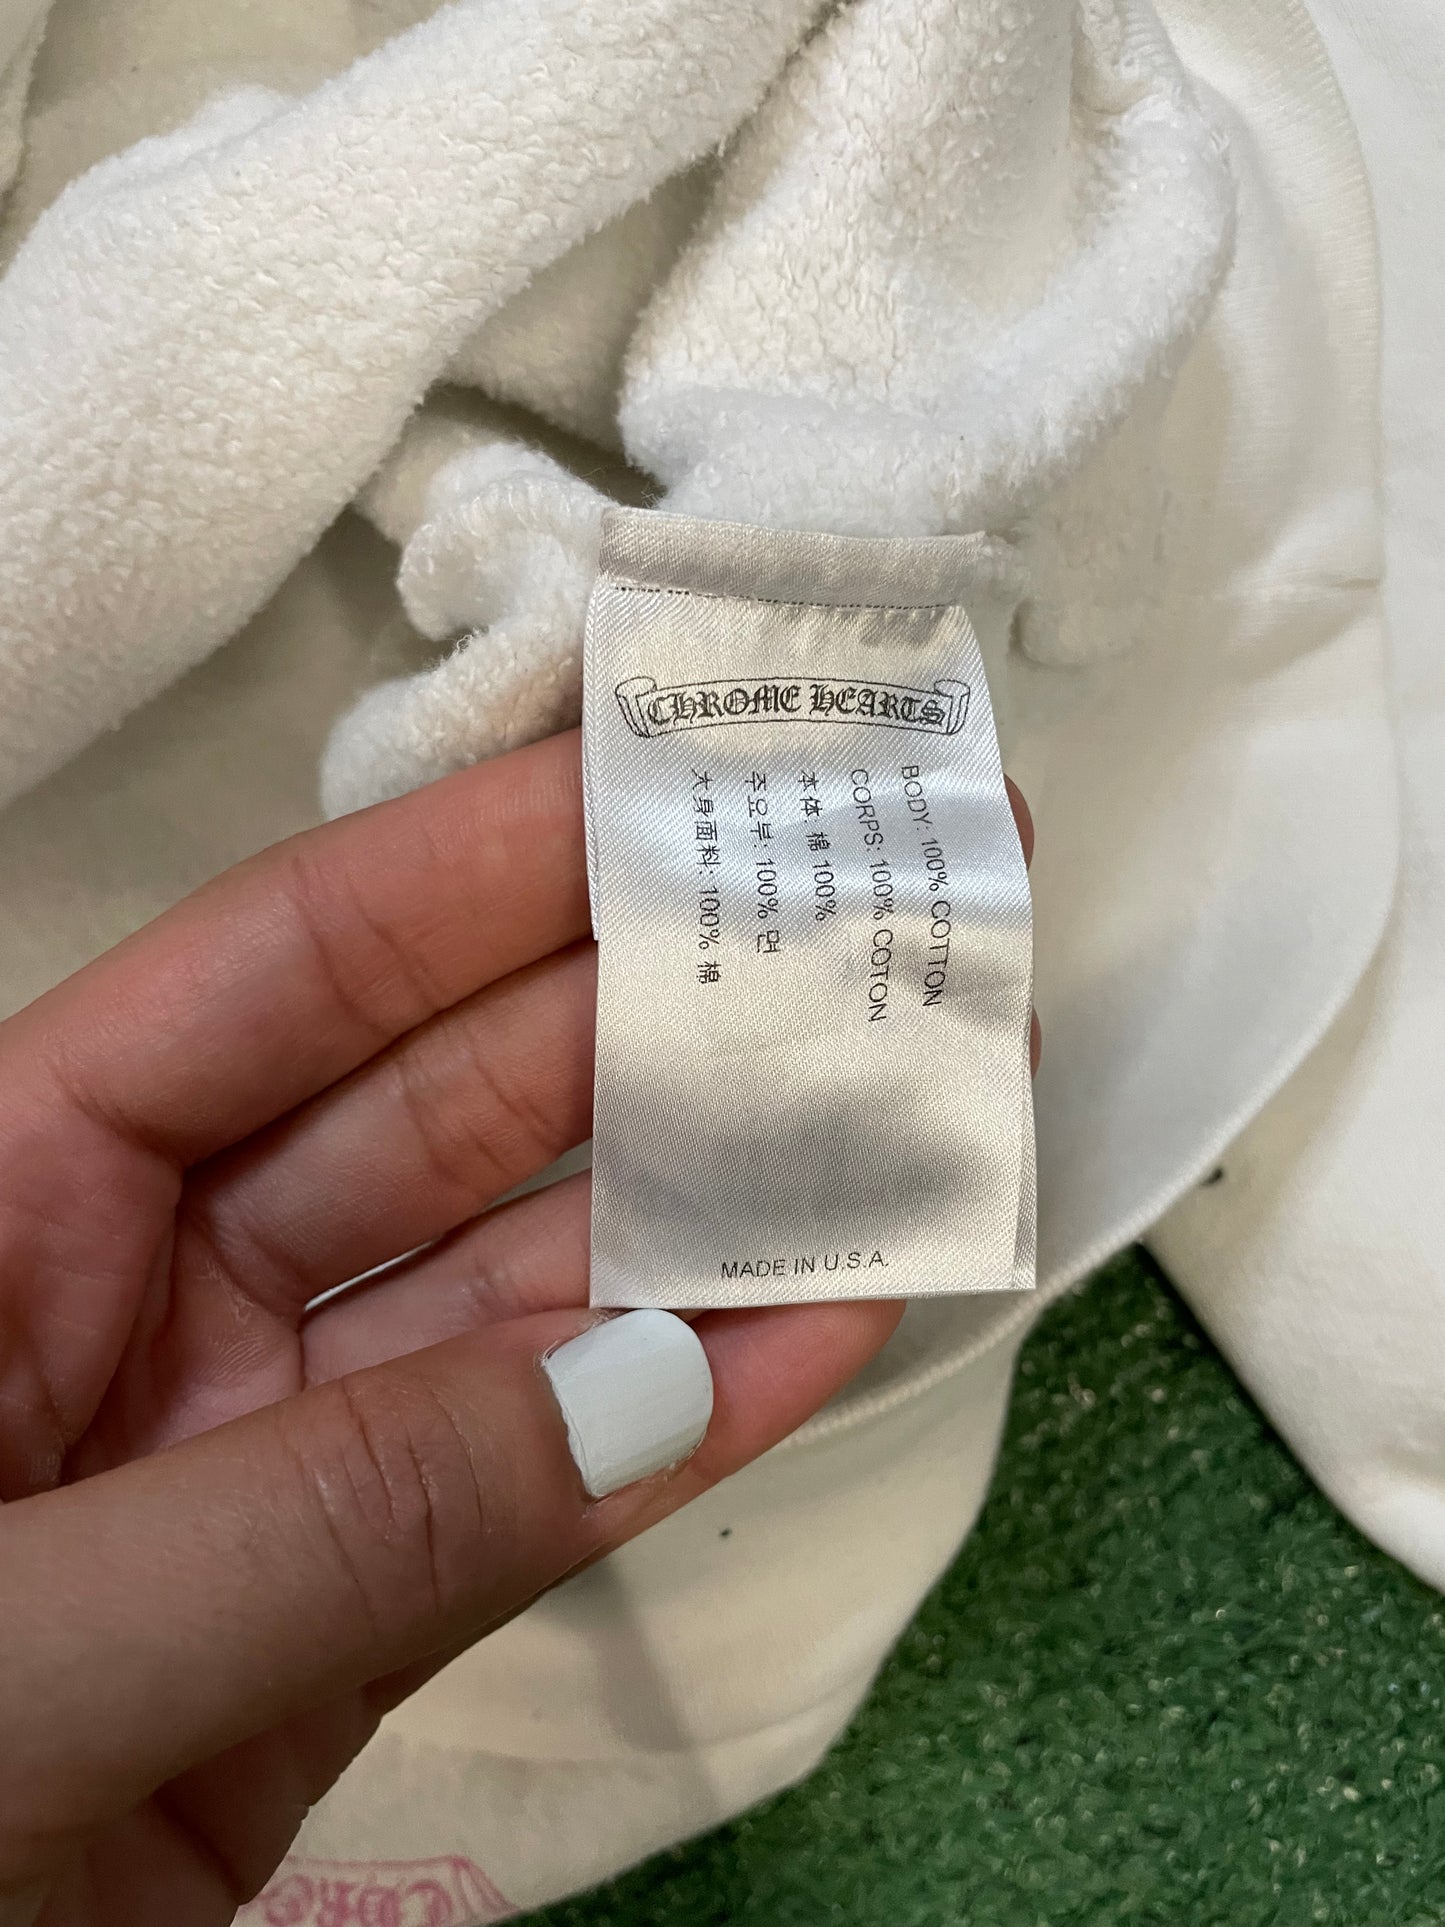 CHROME HEARTS
BODY: 100% COTTON
CORPS: 100% COTON
本体: 棉 100%
주요부: 100% 면
大身面料: 100% 棉
MADE IN U.S.A.